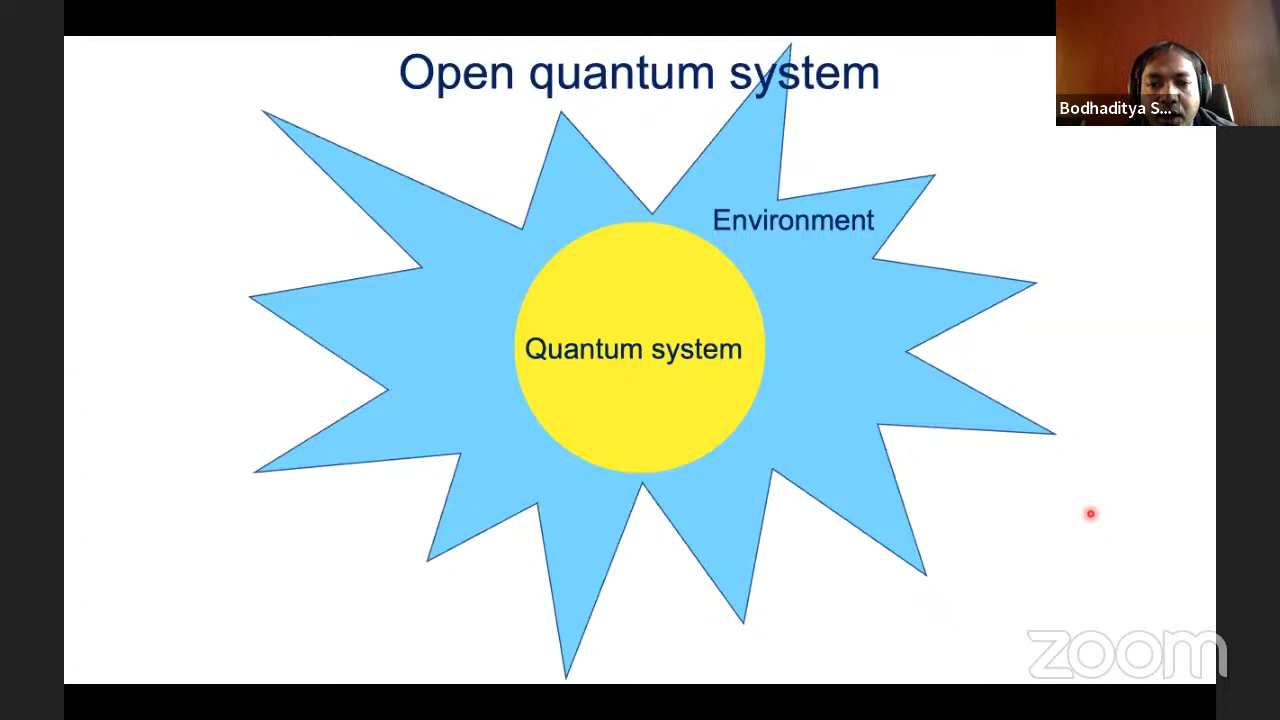 Open quantum system
Bodhaditya S...
Environment
Quantum system
zoom